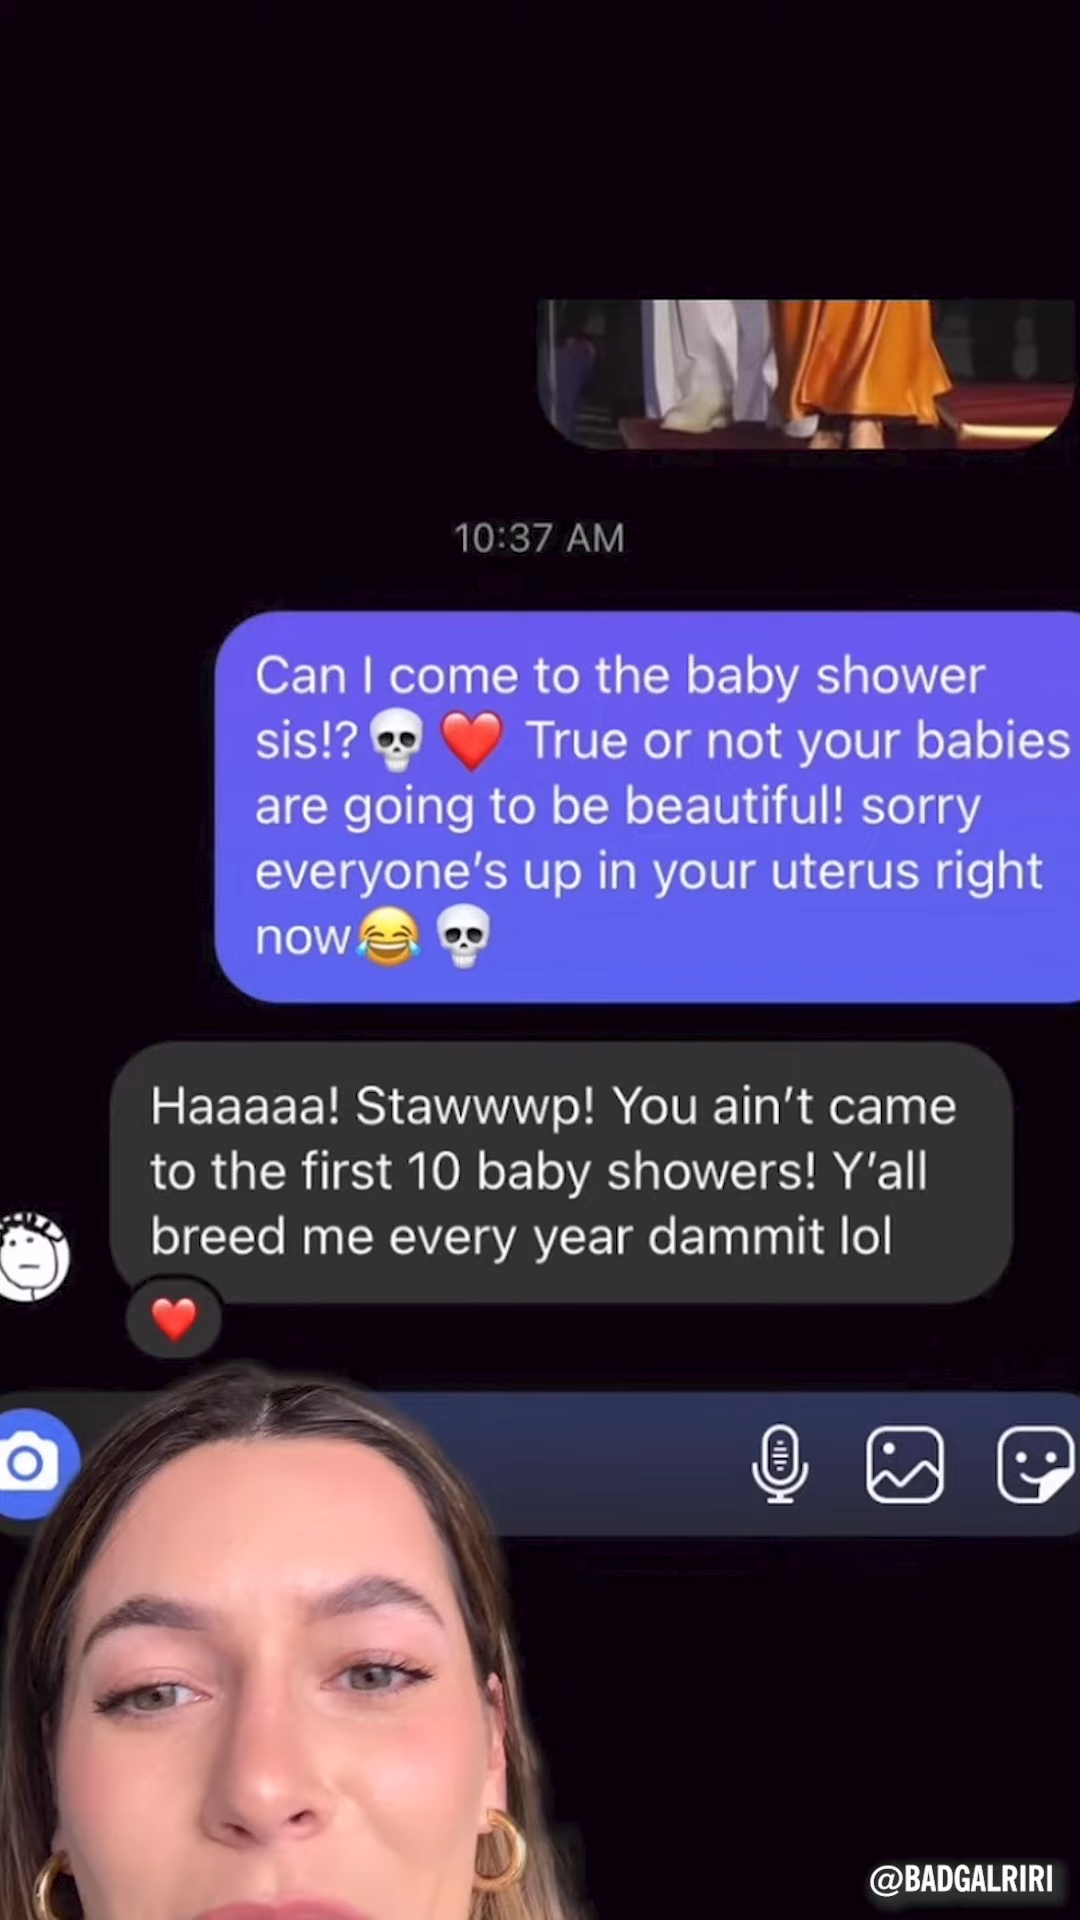 10:37 AM
Can I come to the baby shower
sis!?💀❤️ True or not your babies
are going to be beautiful! sorry
everyone's up in your uterus right
now😂💀
Haaaaa! Stawwwp! You ain't came
to the first 10 baby showers! Y'all
breed me every year dammit lol
❤️
@BADGALRIRI